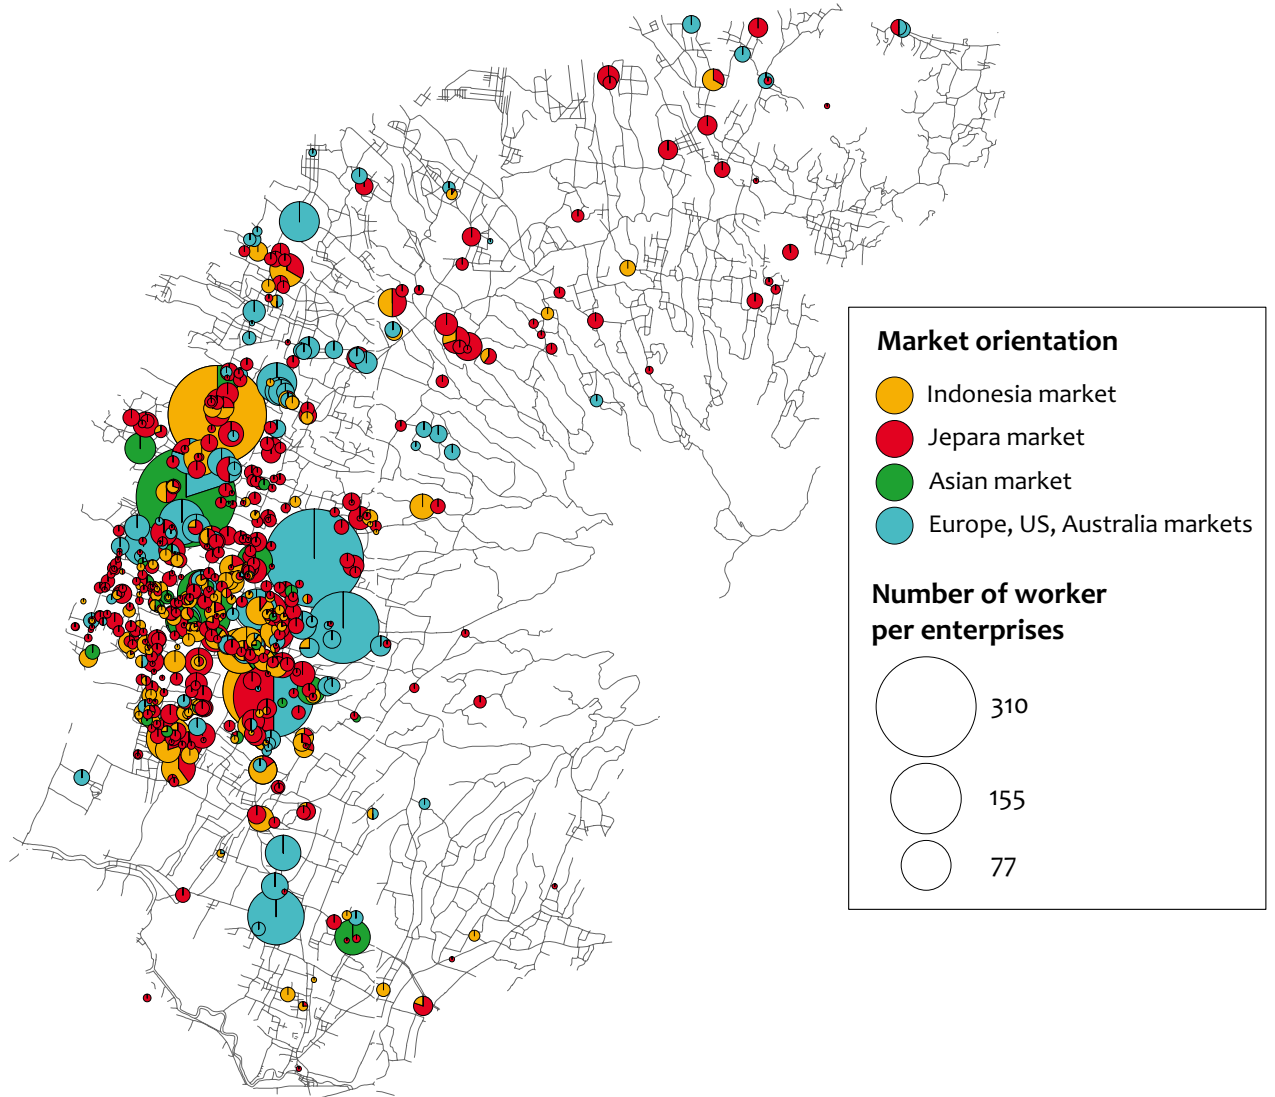 Market orientation
Indonesia market
Jepara market
Asian market
Europe, US, Australia markets
Number of worker
per enterprises
310
155
77